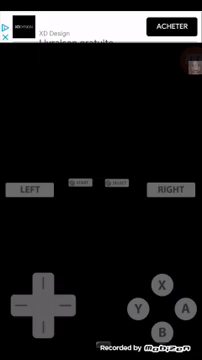 XD Design
ACHETER
Livraison gratuite
LEFT
START
SELECT
RIGHT
X
Y
A
B
Recorded by Mobizen